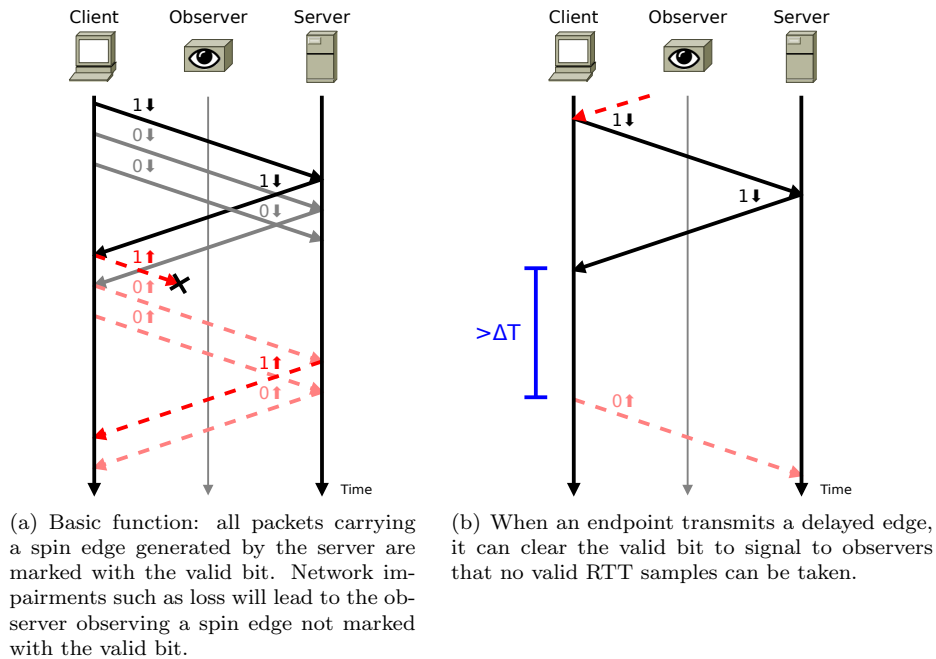 Client Observer Server
1⬇
0⬇
0⬇
1⬇
0⬇
1⬆
0⬆
0⬆
1⬆
0⬆
Time
(a) Basic function: all packets carrying
a spin edge generated by the server are
marked with the valid bit. Network im-
pairments such as loss will lead to the ob-
server observing a spin edge not marked
with the valid bit.
Client Observer Server
1⬇
1⬇
>ΔT
0⬆
Time
(b) When an endpoint transmits a delayed edge,
it can clear the valid bit to signal to observers
that no valid RTT samples can be taken.